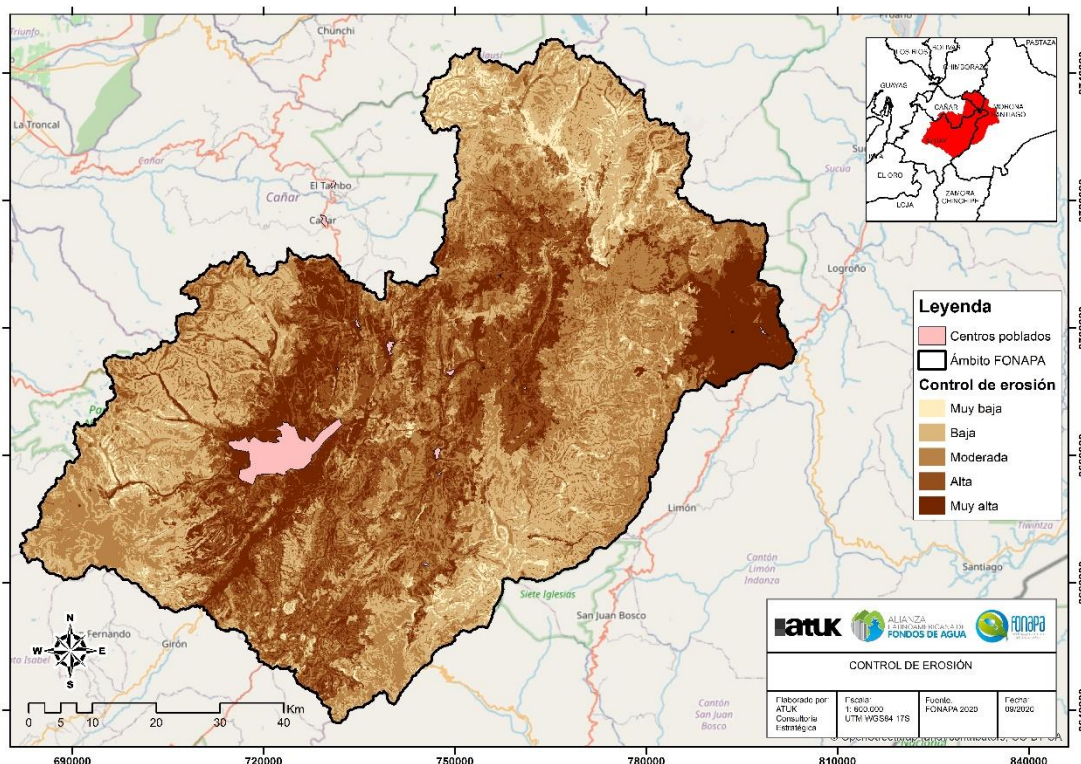 Triunfo
Chunchi
La Troncal
Cañar
El Tambo
Cañar
Cañar
Sucúa
Logroño
Limón
Cantón
Limón
Indanza
Tiwintza
Santiago
Siete Iglesias
San Juan Bosco
Fernando
Girón
ta Isabel
Cantón
San Juan
Bosco
LOS RIOS
BOLIVAR
PASTAZA
CHIMBORAZO
GUAYAS
CAÑAR
MORONA
SANTIAGO
EL ORO
ZAMORA
CHINCHIPE
LOJA
Leyenda
Centros poblados
Ámbito FONAPA
Control de erosión
Muy baja
Baja
Moderada
Alta
Muy alta
N
W E
S
0 5 10 20 30 40
Km
atuk
ALIANZA
LATINOAMERICANA DE
FONDOS DE AGUA
fonapa
CONTROL DE EROSIÓN
Elaborado por:
ATUK
Consultoría
Estratégica
Escala:
1: 600.000
UTM WGS84 17S
Fuente:
FONAPA 2020
Fecha:
09/2020
690000 720000 750000 780000 810000 840000